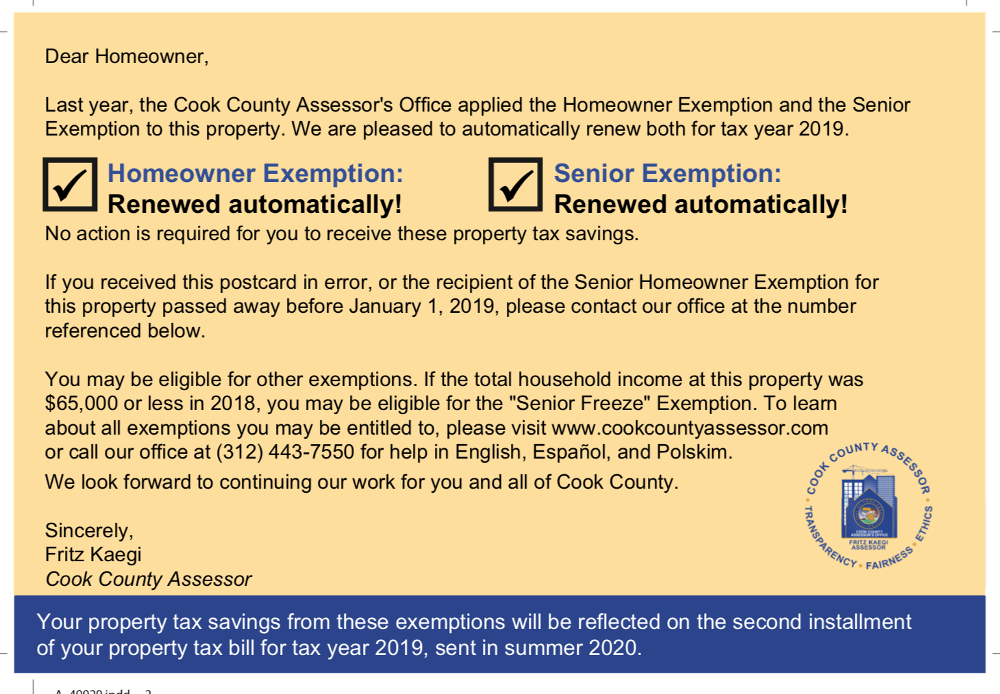 Dear Homeowner,
Last year, the Cook County Assessor's Office applied the Homeowner Exemption and the Senior
Exemption to this property. We are pleased to automatically renew both for tax year 2019.
Homeowner Exemption:
Renewed automatically!
Senior Exemption:
Renewed automatically!
No action is required for you to receive these property tax savings.
If you received this postcard in error, or the recipient of the Senior Homeowner Exemption for
this property passed away before January 1, 2019, please contact our office at the number
referenced below.
You may be eligible for other exemptions. If the total household income at this property was
$65,000 or less in 2018, you may be eligible for the "Senior Freeze" Exemption. To learn
about all exemptions you may be entitled to, please visit www.cookcountyassessor.com
or call our office at (312) 443-7550 for help in English, Español, and Polskim.
We look forward to continuing our work for you and all of Cook County.
Sincerely,
Fritz Kaegi
Cook County Assessor
COOK COUNTY ASSESSOR
TRANSPARENCY • FAIRNESS • ETHICS
COOK COUNTY
ASSESSOR'S OFFICE
FRITZ KAEGI
ASSESSOR
Your property tax savings from these exemptions will be reflected on the second installment
of your property tax bill for tax year 2019, sent in summer 2020.